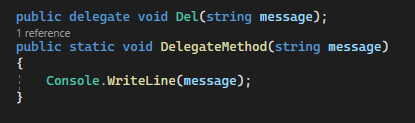 public delegate void Del(string message);
1 reference
public static void DelegateMethod(string message)
{
    Console.WriteLine(message);
}